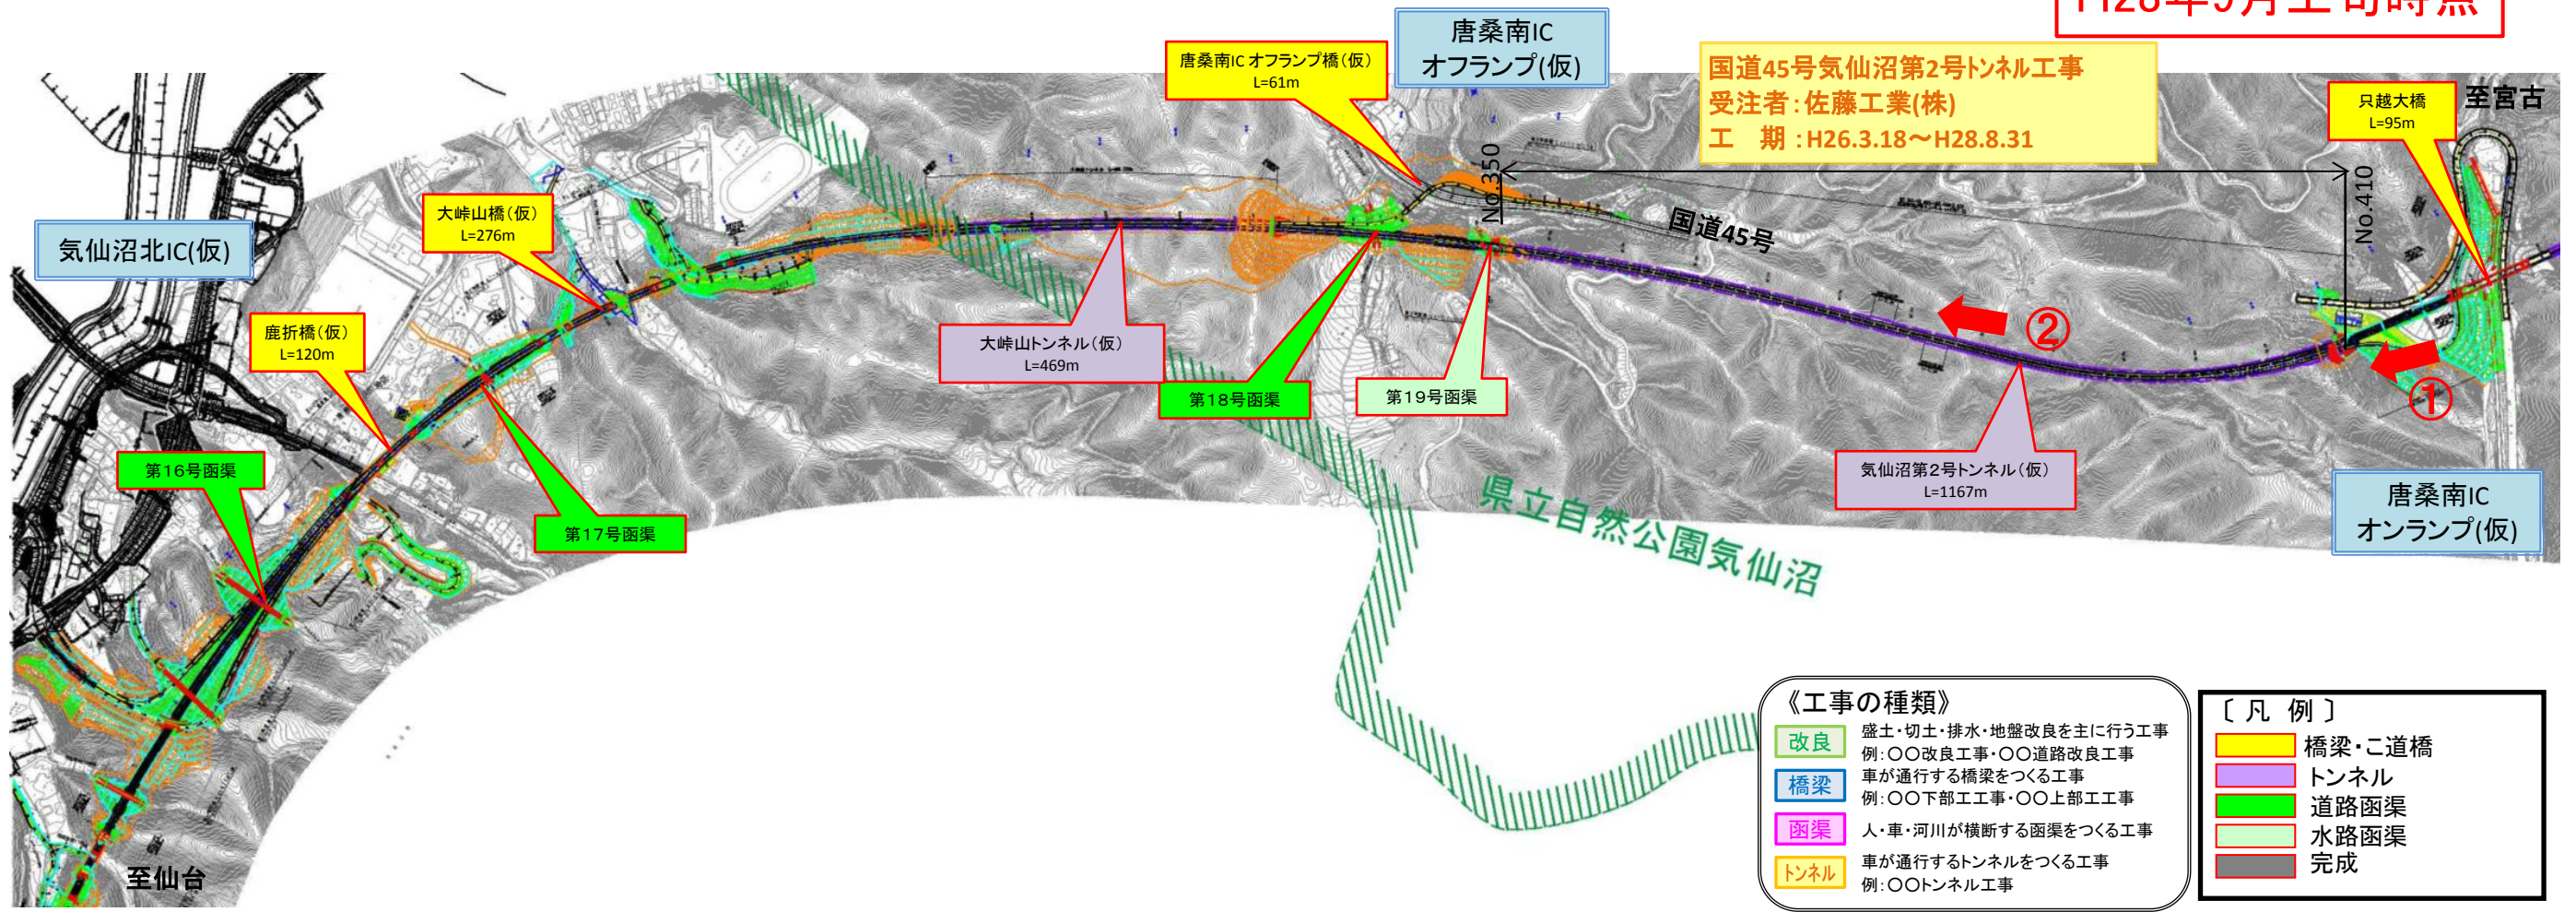 H28年9月上旬時点
唐桑南IC
オフランプ(仮)
唐桑南ICオフランプ橋(仮)
L=61m
国道45号気仙沼第2号トンネル工事
受注者:佐藤工業(株)
工 期:H26.3.18～H28.8.31
只越大橋
L=95m
至宮古
No.350
No.410
国道45号
大峠山橋(仮)
L=276m
気仙沼北IC(仮)
鹿折橋(仮)
L=120m
大峠山トンネル(仮)
L=469m
第18号函渠
第19号函渠
②
①
第16号函渠
第17号函渠
気仙沼第2号トンネル(仮)
L=1167m
唐桑南IC
オンランプ(仮)
県立自然公園気仙沼
至仙台
《工事の種類》
改良 盛土・切土・排水・地盤改良を主に行う工事
例:〇〇改良工事・〇〇道路改良工事
橋梁 車が通行する橋梁をつくる工事
例:〇〇下部工工事・〇〇上部工工事
函渠 人・車・河川が横断する函渠をつくる工事
トンネル 車が通行するトンネルをつくる工事
例:〇〇トンネル工事
〔 凡 例 〕
橋梁・こ道橋
トンネル
道路函渠
水路函渠
完成